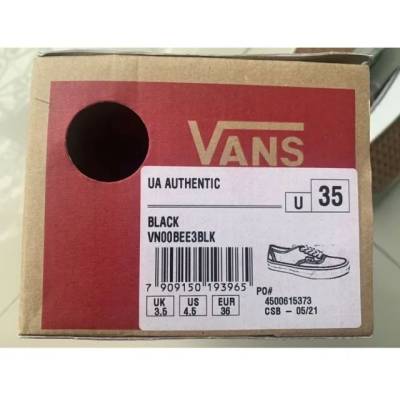 VANS
UA AUTHENTIC
U 35
BLACK
VN00BEE3BLK
7 909150 193965
UK US EUR
3.5 4.5 36
PO#
4500615373
CSB - 05/21